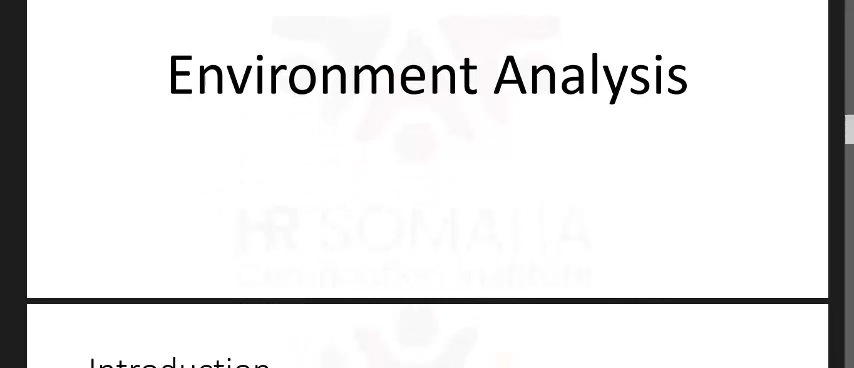 Environment Analysis
HR SOMALIA
Certification Institute
Introduction